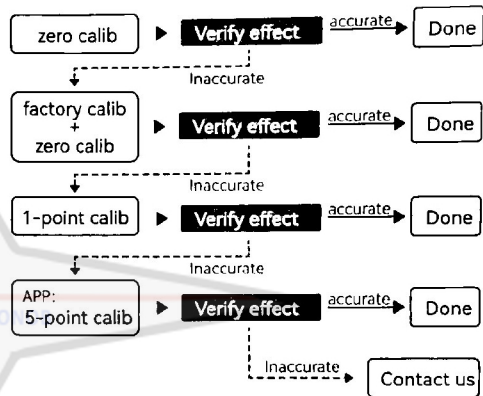 zero calib
Verify effect
accurate
Done
Inaccurate
factory calib
+
zero calib
Verify effect
accurate
Done
Inaccurate
1-point calib
Verify effect
accurate
Done
Inaccurate
APP:
5-point calib
Verify effect
accurate
Done
Inaccurate
Contact us